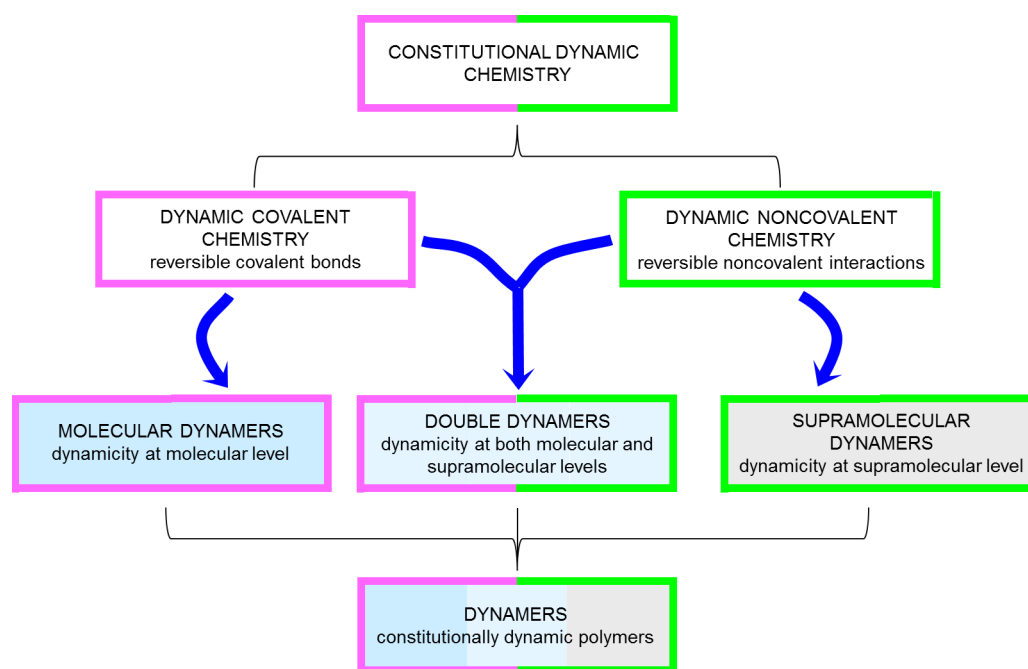 CONSTITUTIONAL DYNAMIC
CHEMISTRY
DYNAMIC COVALENT
CHEMISTRY
reversible covalent bonds
DYNAMIC NONCOVALENT
CHEMISTRY
reversible noncovalent interactions
MOLECULAR DYNAMERS
dynamicity at molecular level
DOUBLE DYNAMERS
dynamicity at both molecular and
supramolecular levels
SUPRAMOLECULAR
DYNAMERS
dynamicity at supramolecular level
DYNAMERS
constitutionally dynamic polymers